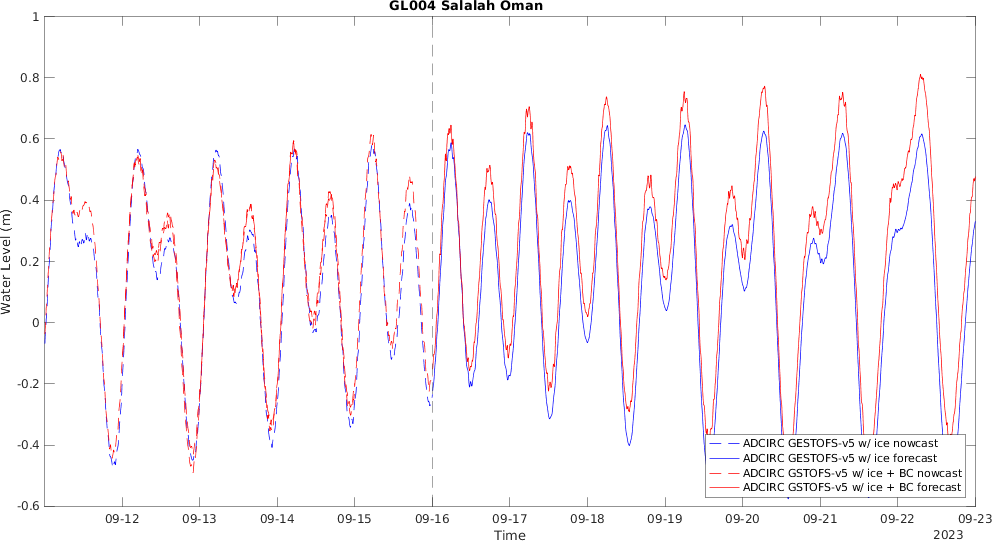 GL004 Salalah Oman
Water Level (m)
1
0.8
0.6
0.4
0.2
0
-0.2
-0.4
-0.6
ADCIRC GESTOFS-v5 w/ ice nowcast
ADCIRC GESTOFS-v5 w/ ice forecast
ADCIRC GSTOFS-v5 w/ ice + BC nowcast
ADCIRC GSTOFS-v5 w/ ice + BC forecast
09-12 09-13 09-14 09-15 09-16 09-17 09-18 09-19 09-20 09-21 09-22 09-23
Time
2023